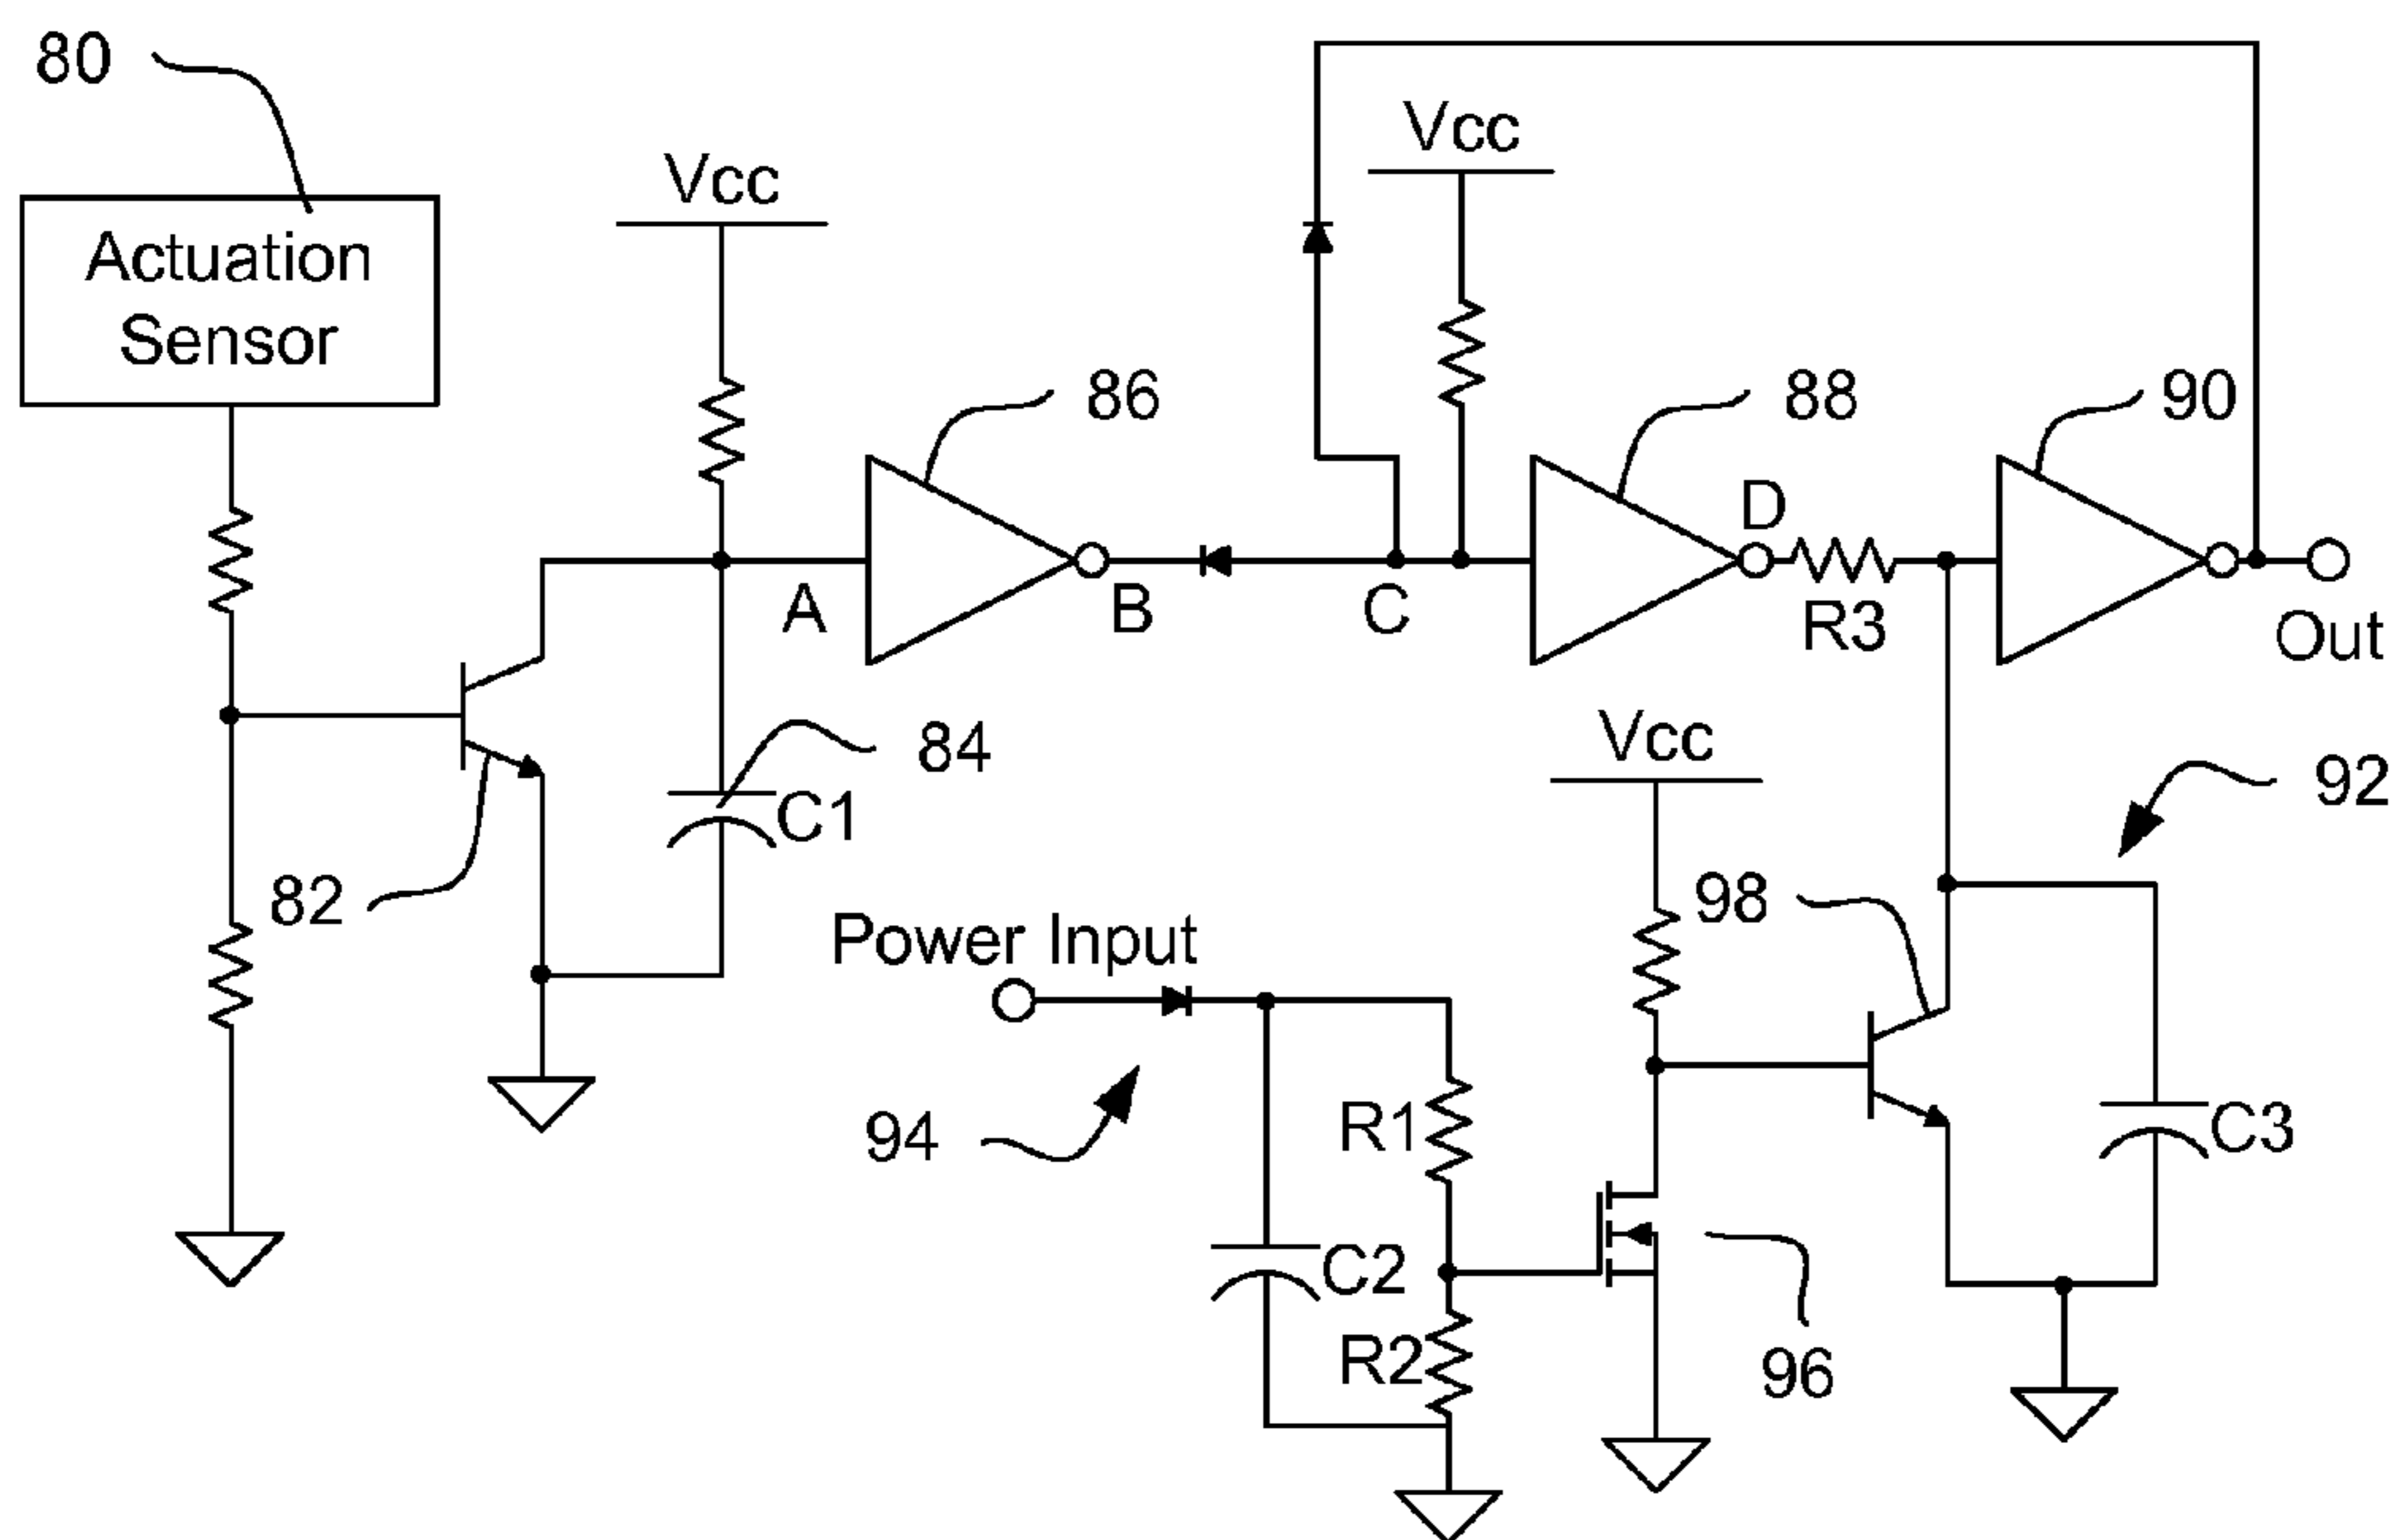 80
Actuation
Sensor
Vcc
Vcc
86
88
90
A
B
C
D
R3
Out
82
84
C1
Vcc
92
98
Power Input
94
R1
C2
R2
96
C3